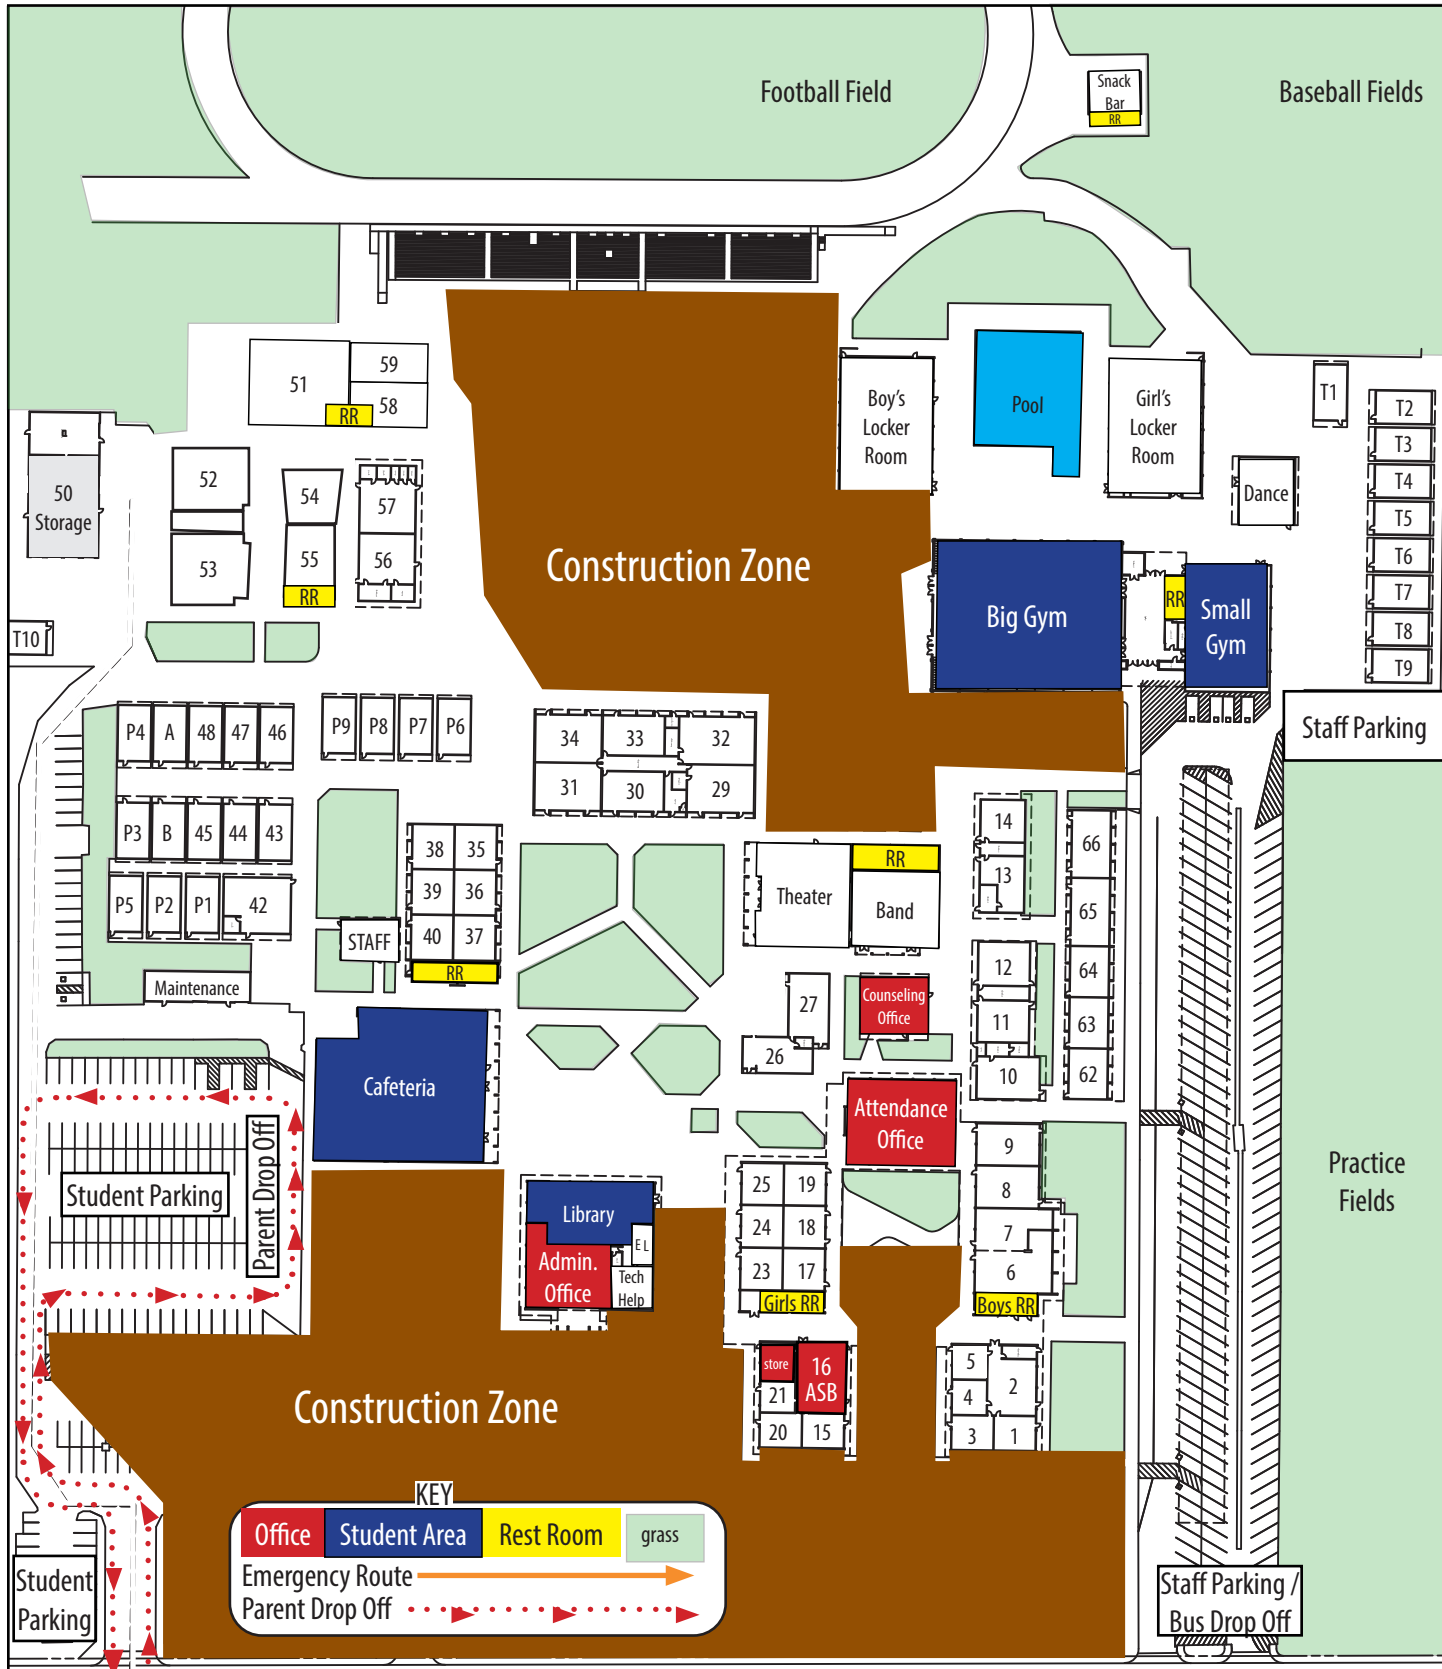 Football Field
Snack
Bar
RR
Baseball Fields
51
59
58
RR
50
Storage
52
53
54
55
RR
57
56
T10
Construction Zone
Boy's
Locker
Room
Pool
Girl's
Locker
Room
Dance
T1
T2
T3
T4
T5
T6
T7
T8
T9
Big Gym
RR
Small
Gym
Staff Parking
P4
A
48
47
46
P9
P8
P7
P6
34
33
32
31
30
29
P3
B
45
44
43
P5
P2
P1
42
38
35
39
36
40
37
RR
STAFF
Maintenance
Theater
RR
Band
14
13
66
65
64
63
62
12
11
10
27
26
Counseling
Office
Cafeteria
Attendance
Office
Student Parking
Parent Drop Off
Library
Admin.
Office
E L
Tech
Help
25
19
24
18
23
17
Girls RR
9
8
7
6
Boys RR
Practice
Fields
store
16
ASB
21
20
15
5
4
2
3
1
Construction Zone
KEY
Office
Student Area
Rest Room
grass
Emergency Route
Parent Drop Off
Student
Parking
Staff Parking /
Bus Drop Off